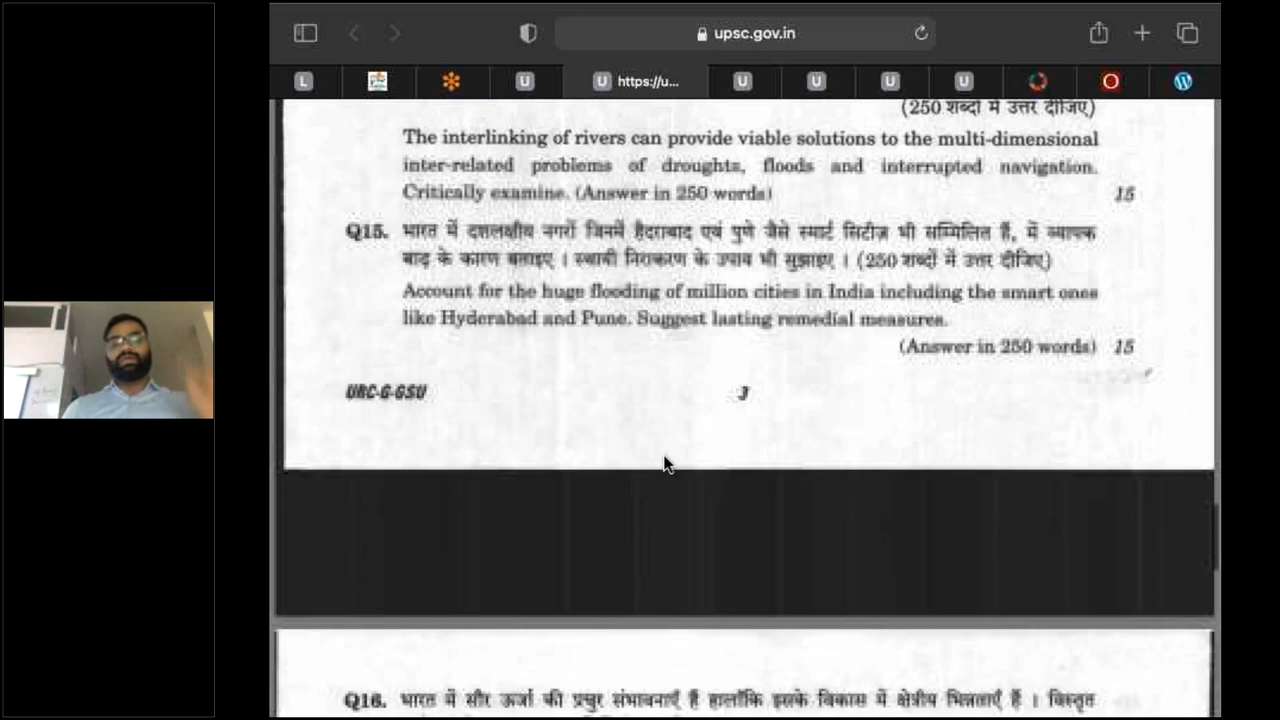 upsc.gov.in
L U U https://u... U U U U
(250 शब्दों में उत्तर दीजिए)
The interlinking of rivers can provide viable solutions to the multi-dimensional
inter-related problems of droughts, floods and interrupted navigation.
Critically examine. (Answer in 250 words) 15
Q15. भारत में दशलक्षीय नगरों जिनमें हैदराबाद एवं पुणे जैसे स्मार्ट सिटीज़ भी सम्मिलित हैं, में व्यापक
बाढ़ के कारण बताइए । स्थायी निराकरण के उपाय भी सुझाइए । (250 शब्दों में उत्तर दीजिए)
Account for the huge flooding of million cities in India including the smart ones
like Hyderabad and Pune. Suggest lasting remedial measures.
(Answer in 250 words) 15
URC-G-GSU 3
Q16. भारत में सौर ऊर्जा की प्रचुर संभावनाएँ हैं हालाँकि इसके विकास में क्षेत्रीय भिन्नताएँ हैं । विस्तृत